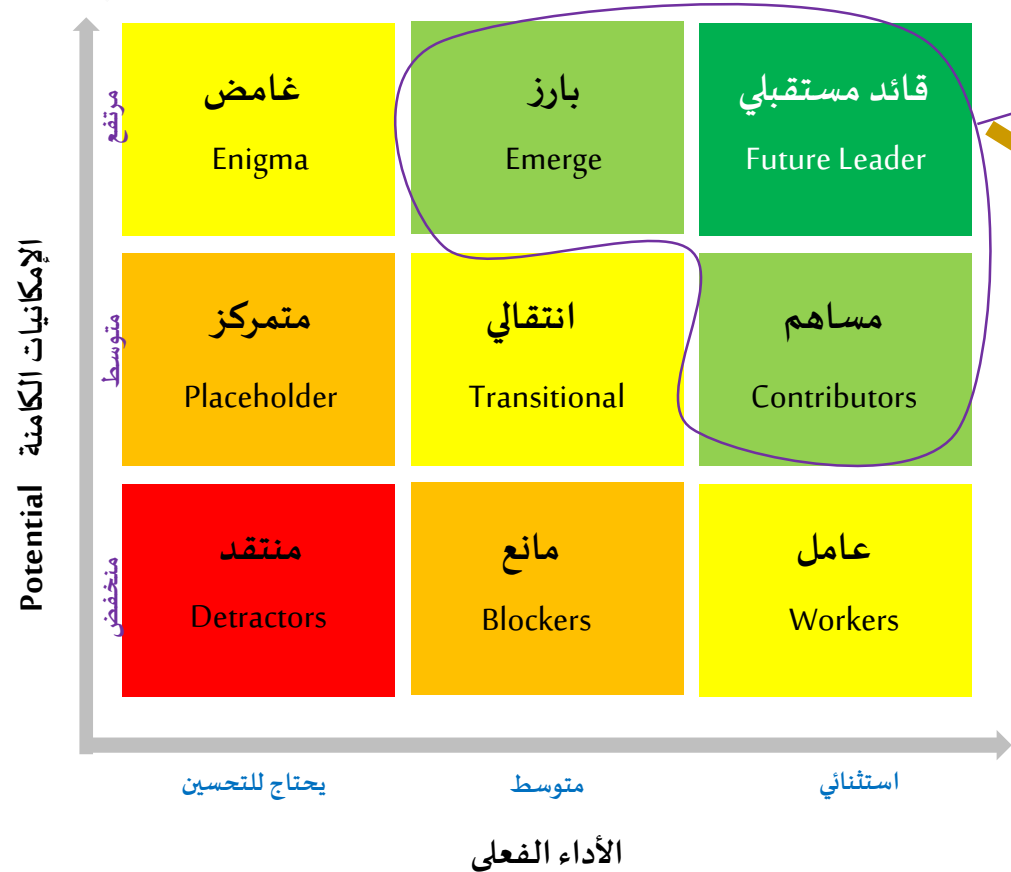 غامض
Enigma
بارز
Emerge
قائد مستقبلي
Future Leader
مرتفع
متمركز
Placeholder
انتقالي
Transitional
مساهم
Contributors
متوسط
منتقد
Detractors
مانع
Blockers
عامل
Workers
منخفض
Potential الإمكانيات الكامنة
يحتاج للتحسين
متوسط
استثنائي
الأداء الفعلي